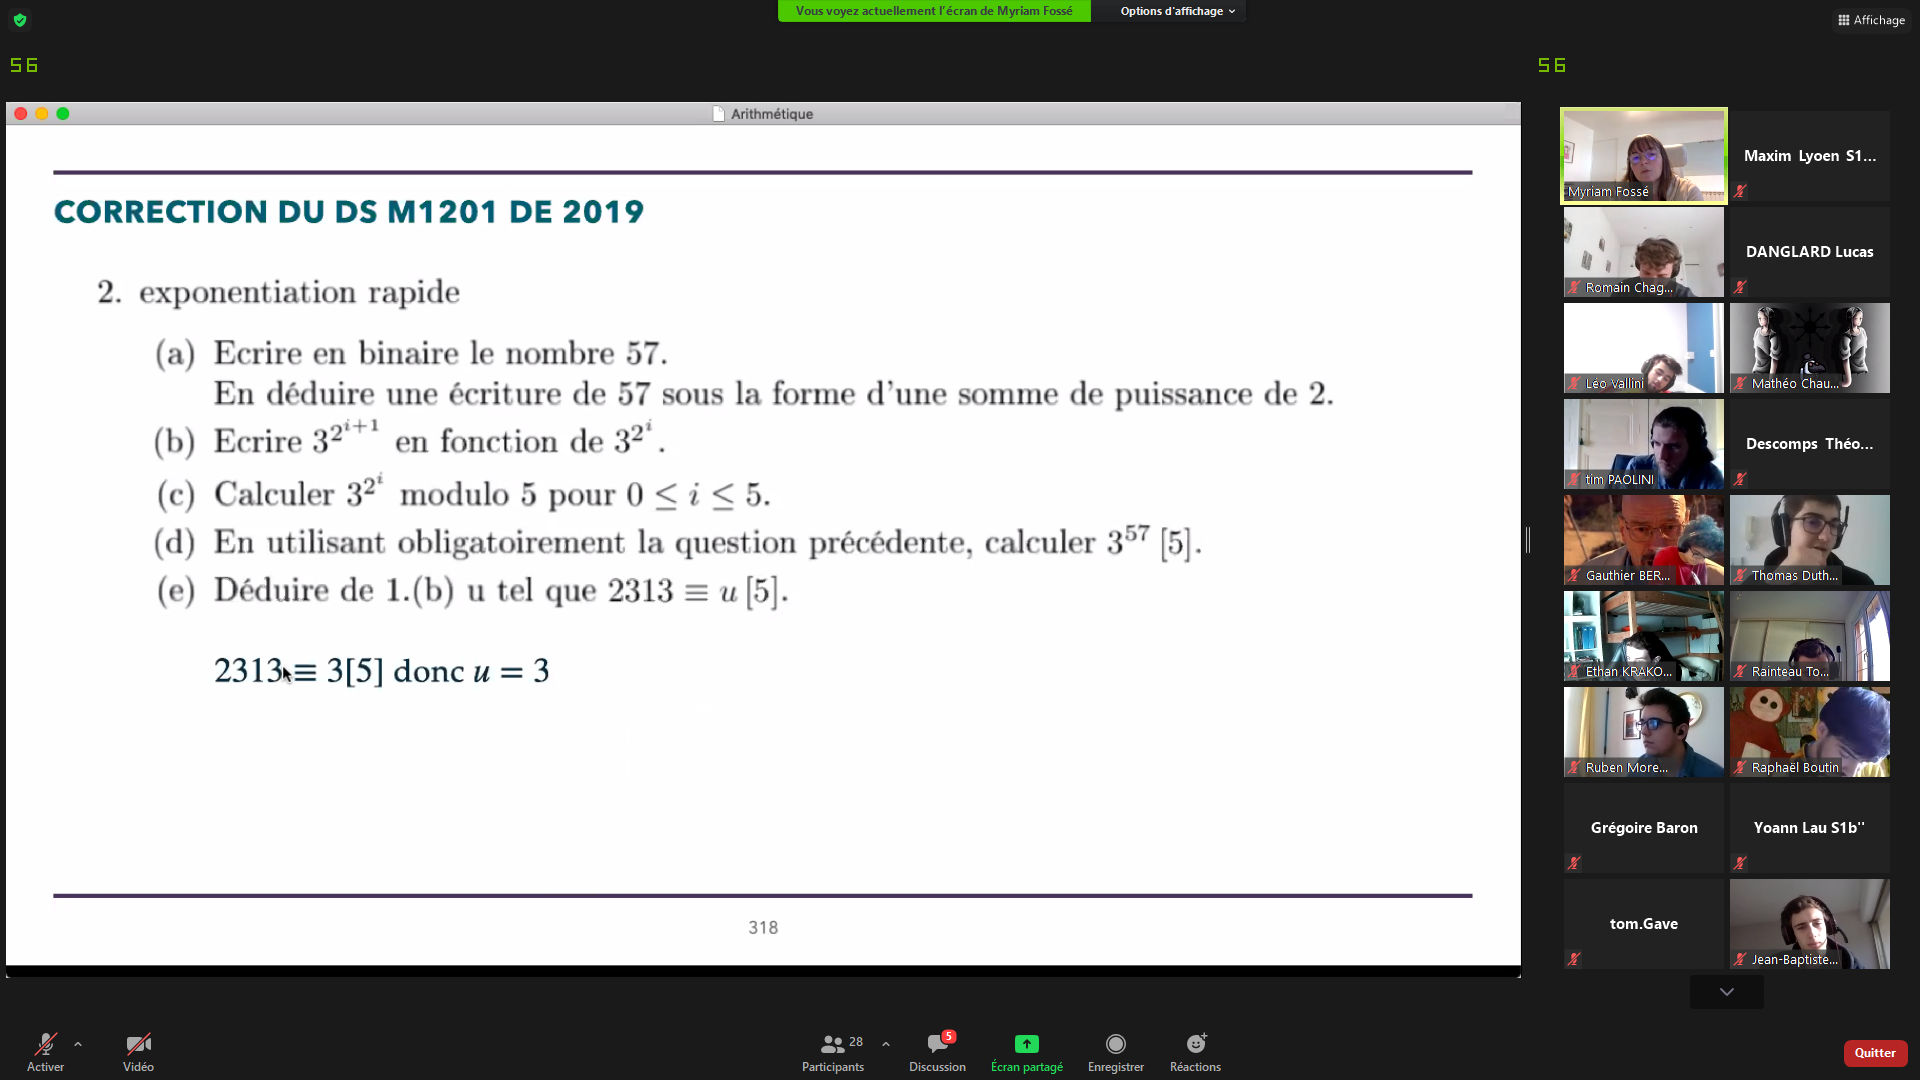 Vous voyez actuellement l'écran de Myriam Fossé
Options d'affichage
Affichage
56
56
Arithmétique
CORRECTION DU DS M1201 DE 2019
2. exponentiation rapide
(a) Ecrire en binaire le nombre 57.
En déduire une écriture de 57 sous la forme d'une somme de puissance de 2.
(b) Ecrire 3^{2^{i+1}} en fonction de 3^{2^i}.
(c) Calculer 3^{2^i} modulo 5 pour 0 ≤ i ≤ 5.
(d) En utilisant obligatoirement la question précédente, calculer 3^{57} [5].
(e) Déduire de 1.(b) u tel que 2313 ≡ u [5].
2313 ≡ 3[5] donc u = 3
318
Myriam Fossé
Maxim Lyoen S1...
Romain Chag...
DANGLARD Lucas
Léo Vallini
Mathéo Chau...
tim PAOLINI
Descomps Théo...
Gauthier BER...
Thomas Duth...
Ethan KRAKO...
Rainteau To...
Ruben More...
Raphaël Boutin
Grégoire Baron
Yoann Lau S1b''
tom.Gave
Jean-Baptiste...
Activer
Vidéo
28
Participants
5
Discussion
Écran partagé
Enregistrer
Réactions
Quitter